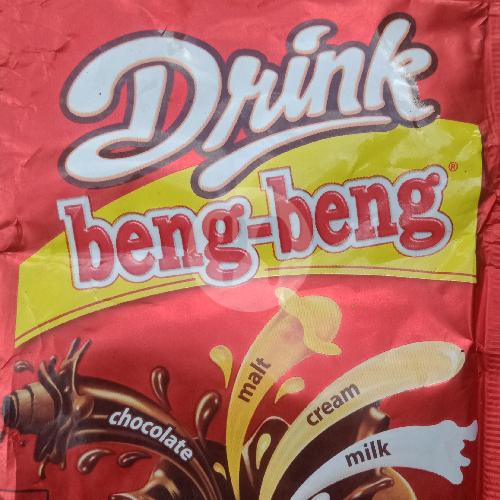 Drink
beng-beng®
malt
cream
chocolate
milk